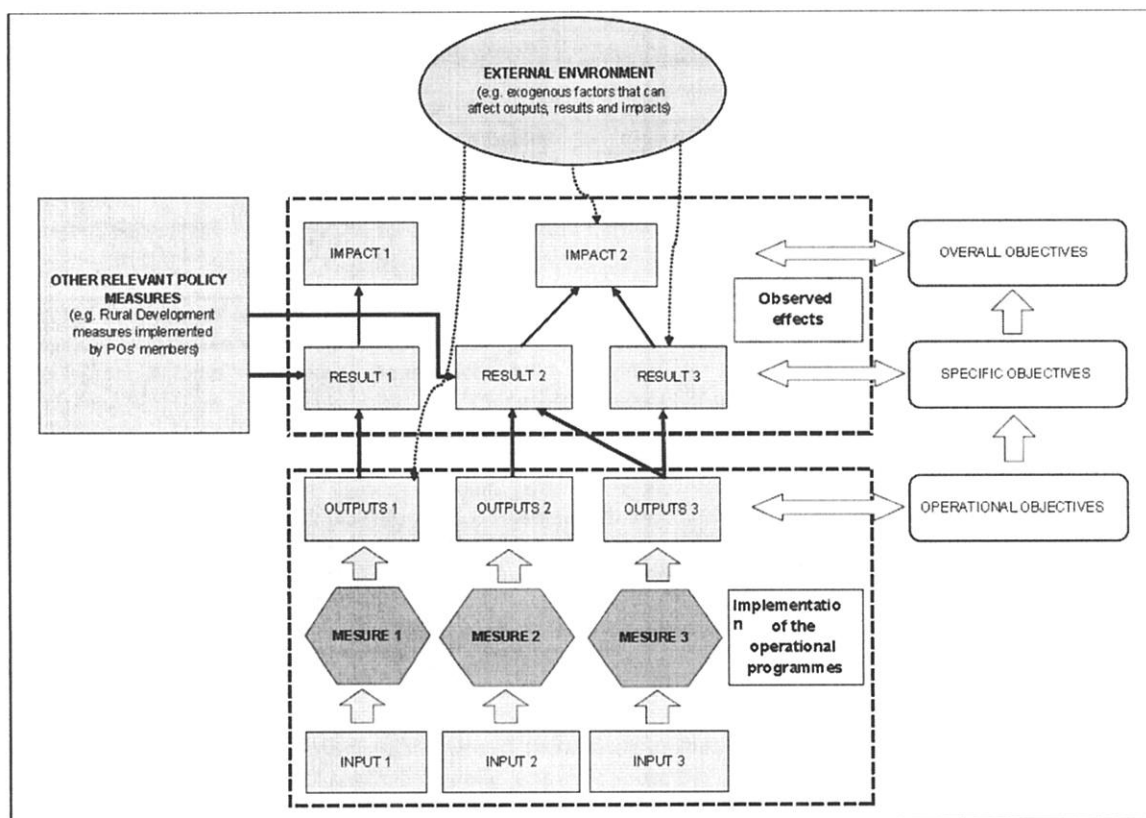 EXTERNAL ENVIRONMENT
(e.g. exogenous factors that can
affect outputs, results and impacts)
OTHER RELEVANT POLICY
MEASURES
(e.g. Rural Development
measures implemented
by POs' members)
IMPACT 1
IMPACT 2
OVERALL OBJECTIVES
Observed
effects
RESULT 1
RESULT 2
RESULT 3
SPECIFIC OBJECTIVES
OUTPUTS 1
OUTPUTS 2
OUTPUTS 3
OPERATIONAL OBJECTIVES
MESURE 1
MESURE 2
MESURE 3
Implementatio
n of the
operational
programmes
INPUT 1
INPUT 2
INPUT 3